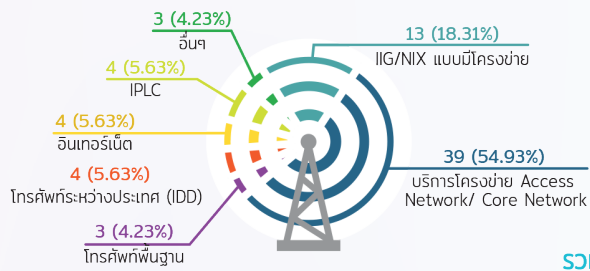 3 (4.23%)
อื่นๆ
13 (18.31%)
IIG/NIX แบบมีโครงข่าย
4 (5.63%)
IPLC
4 (5.63%)
อินเทอร์เน็ต
4 (5.63%)
โทรศัพท์ระหว่างประเทศ (IDD)
39 (54.93%)
บริการโครงข่าย Access
Network/ Core Network
3 (4.23%)
โทรศัพท์พื้นฐาน